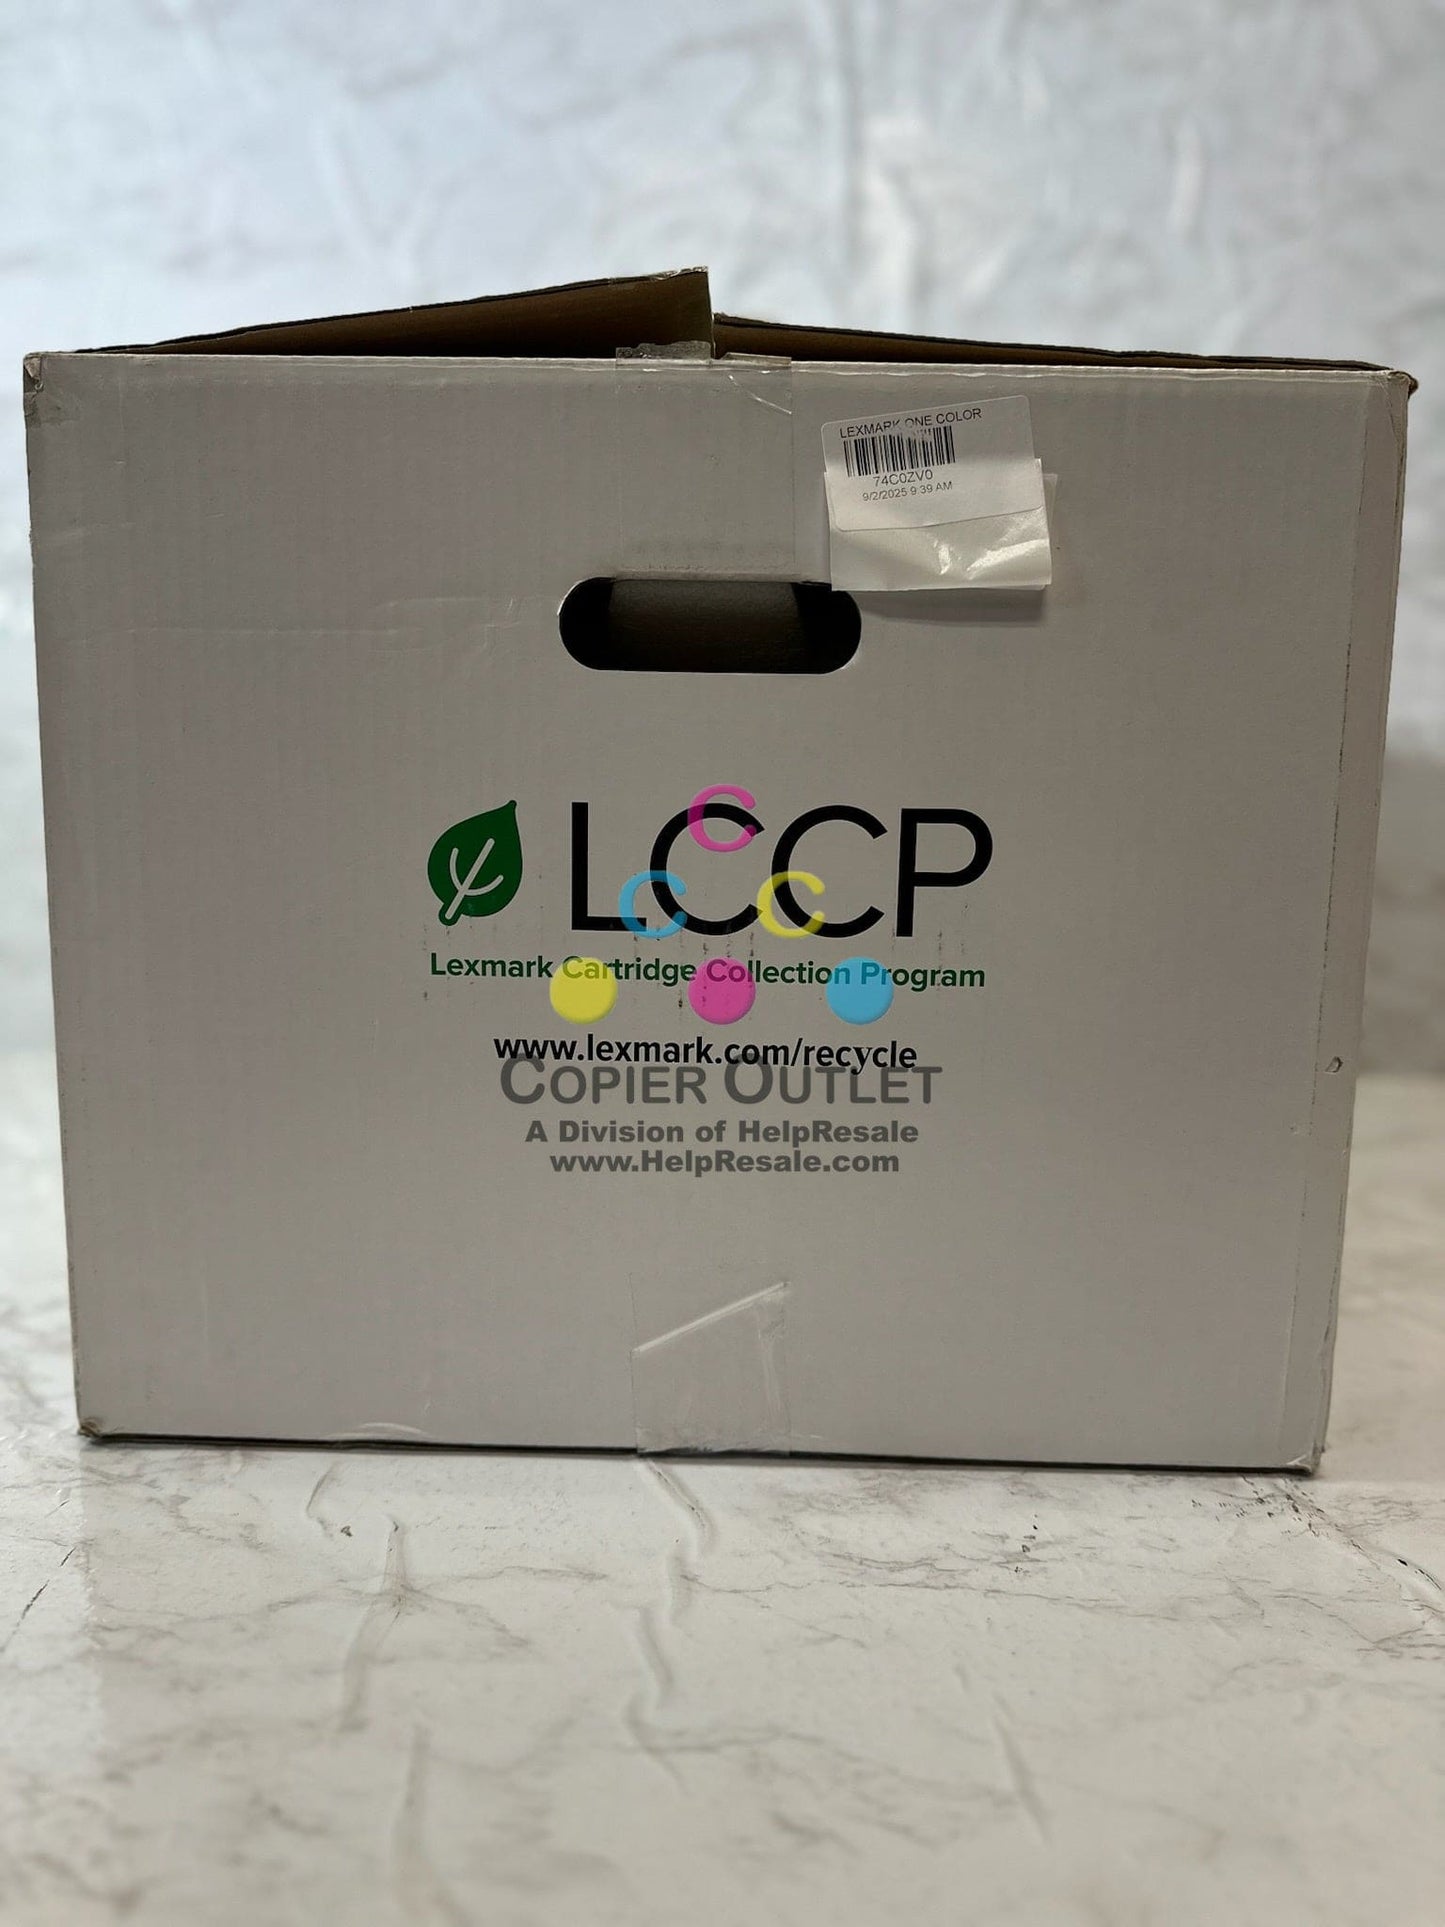 LEXMARK ONE COLOR
74C0ZV0
9/2/2025 9:39 AM
LCCP
C
C C
Lexmark Cartridge Collection Program
www.lexmark.com/recycle
COPIER OUTLET
A Division of HelpResale
www.HelpResale.com